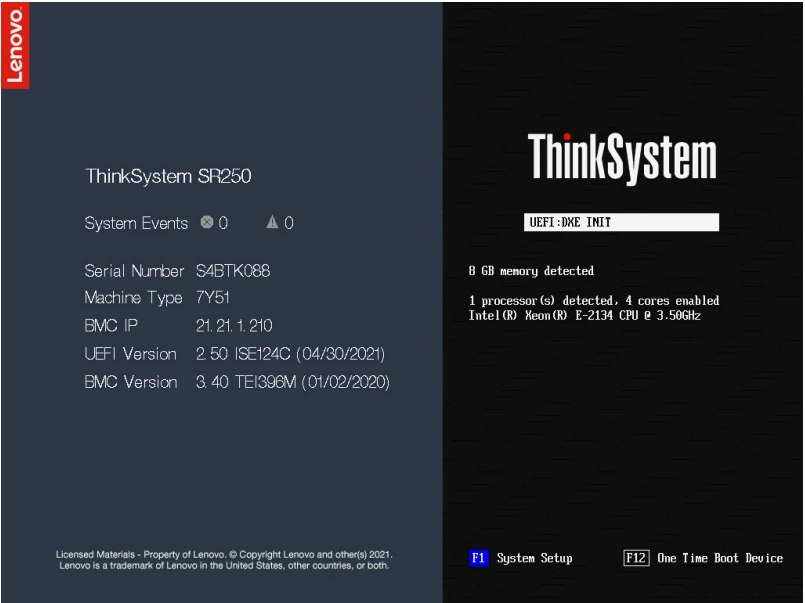 Lenovo
ThinkSystem SR250
System Events 0 0
Serial Number S4BTK088
Machine Type 7Y51
BMC IP 21.21.1.210
UEFI Version 2.50 ISE124C (04/30/2021)
BMC Version 3.40 TEI396M (01/02/2020)
Licensed Materials - Property of Lenovo. © Copyright Lenovo and other(s) 2021.
Lenovo is a trademark of Lenovo in the United States, other countries, or both.
ThinkSystem
UEFI:DXE INIT
8 GB memory detected
1 processor(s) detected, 4 cores enabled
Intel(R) Xeon(R) E-2134 CPU @ 3.50GHz
F1 System Setup
F12 One Time Boot Device